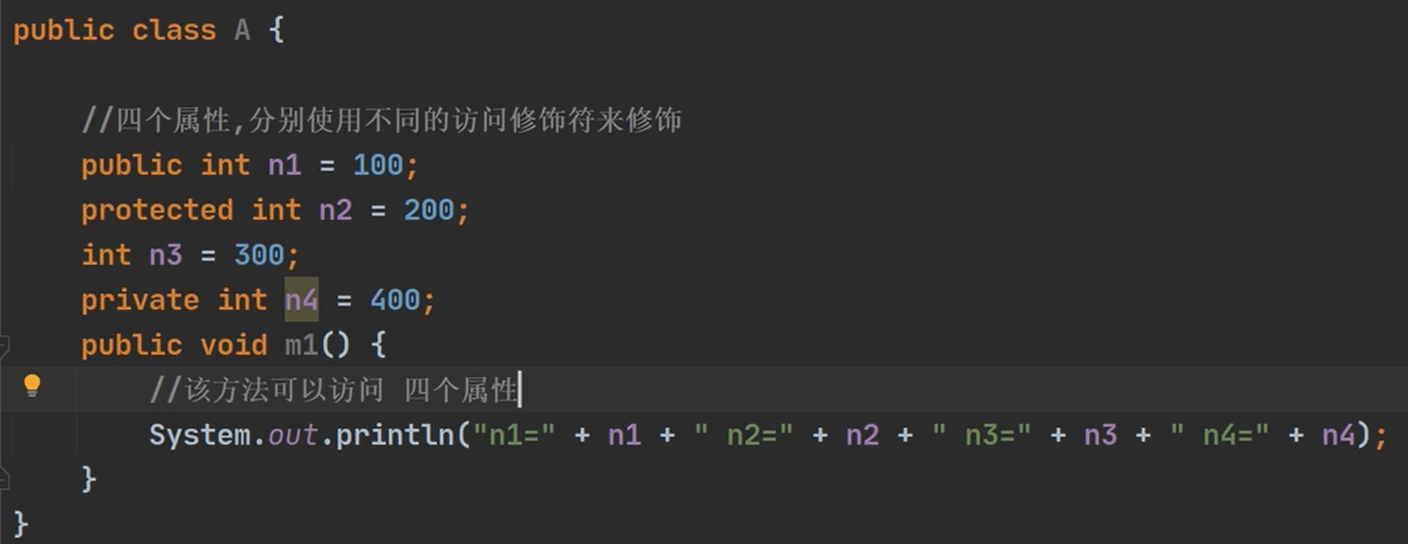 public class A {
//四个属性,分别使用不同的访问修饰符来修饰
public int n1 = 100;
protected int n2 = 200;
int n3 = 300;
private int n4 = 400;
public void m1() {
//该方法可以访问 四个属性
System.out.println("n1=" + n1 + " n2=" + n2 + " n3=" + n3 + " n4=" + n4);
}
}